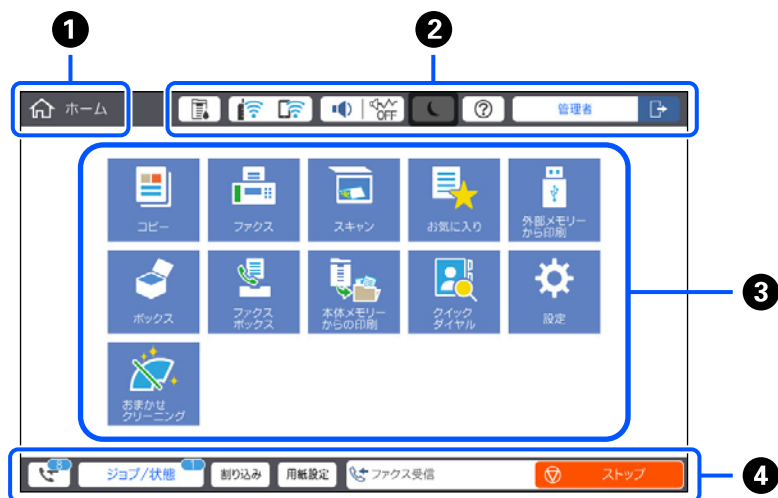 1
2
ホーム
OFF
管理者
コピー
ファクス
スキャン
お気に入り
外部メモリー
から印刷
ボックス
ファクス
ボックス
本体メモリー
からの印刷
クイック
ダイヤル
設定
3
おまかせ
クリーニング
8
ジョブ/状態
1
割り込み
用紙設定
ファクス受信
ストップ
4